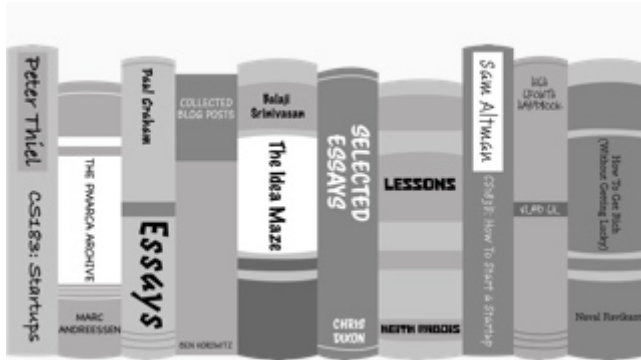 Peter Thiel
CS183: Startups
THE PMARCA ARCHIVE
MARC
ANDREESSEN
Paul Graham
Essays
COLLECTED
BLOG POSTS
BEN HOROWITZ
Balaji
Srinivasan
The Idea Maze
SELECTED
ESSAYS
CHRIS
DIXON
LESSONS
KEITH RABOIS
Sam Altman
CS183B: How To Start a Startup
HIGH
GROWTH
HANDBOOK
ELAD GIL
How To Get Rich
(Without Getting Lucky)
Naval Ravikant